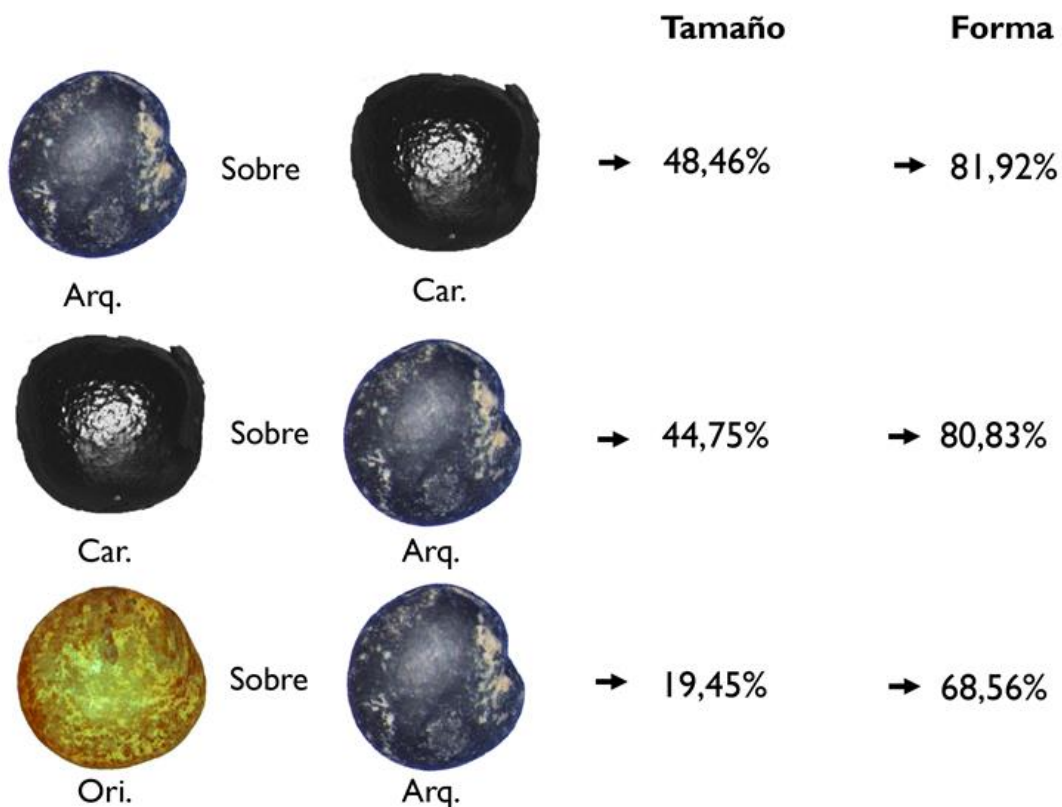 Tamaño Forma
Sobre → 48,46% → 81,92%
Arq. Car.
Sobre → 44,75% → 80,83%
Car. Arq.
Sobre → 19,45% → 68,56%
Ori. Arq.